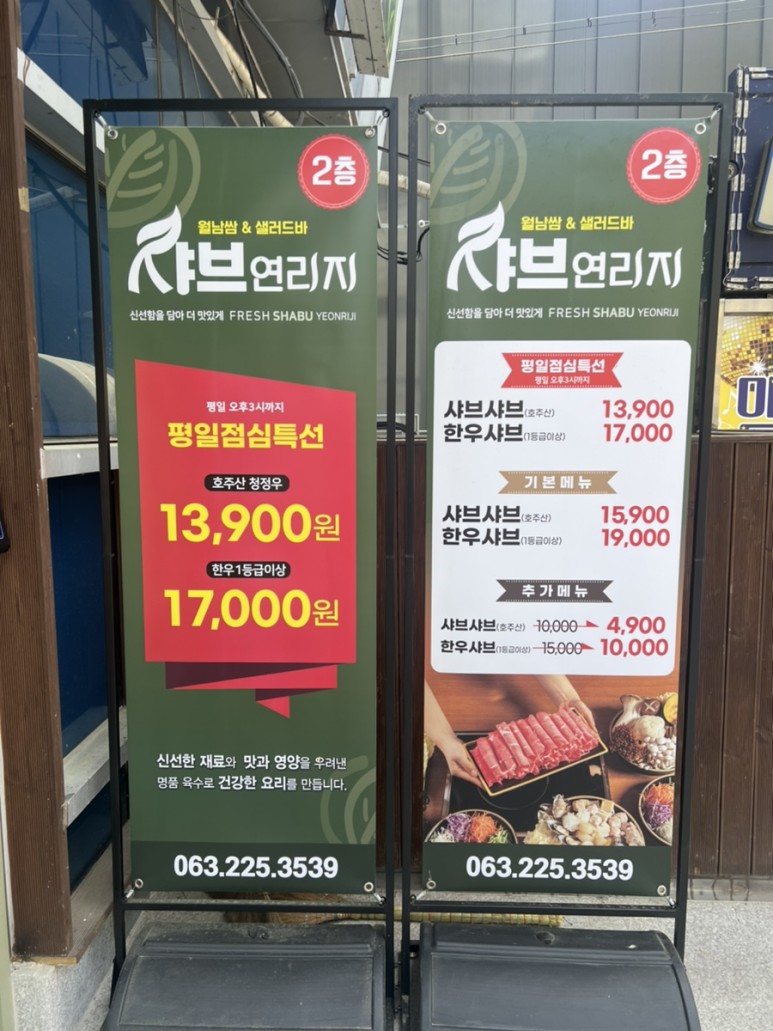 2층
월남쌈 & 샐러드바
샤브연리지
신선함을 담아 더 맛있게 FRESH SHABU YEONRIJI
평일 오후3시까지
평일점심특선
호주산 청정우
13,900원
한우1등급이상
17,000원
신선한 재료와 맛과 영양을 우려낸
명품 육수로 건강한 요리를 만듭니다.
063.225.3539
2층
월남쌈 & 샐러드바
샤브연리지
신선함을 담아 더 맛있게 FRESH SHABU YEONRIJI
평일점심특선
평일 오후3시까지
샤브샤브(호주산) 13,900
한우샤브(1등급이상) 17,000
기본메뉴
샤브샤브(호주산) 15,900
한우샤브(1등급이상) 19,000
추가메뉴
샤브샤브(호주산) 10,000 4,900
한우샤브(1등급이상) 15,000 10,000
063.225.3539